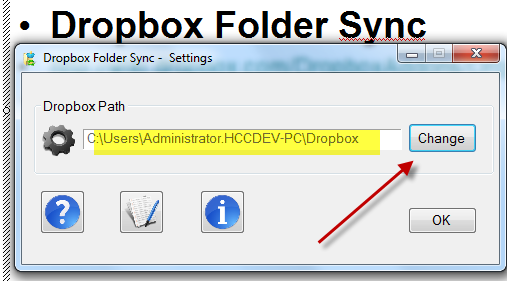 • Dropbox Folder Sync
Dropbox Folder Sync - Settings
Dropbox Path
C:\Users\Administrator.HCCDEV-PC\Dropbox
Change
OK